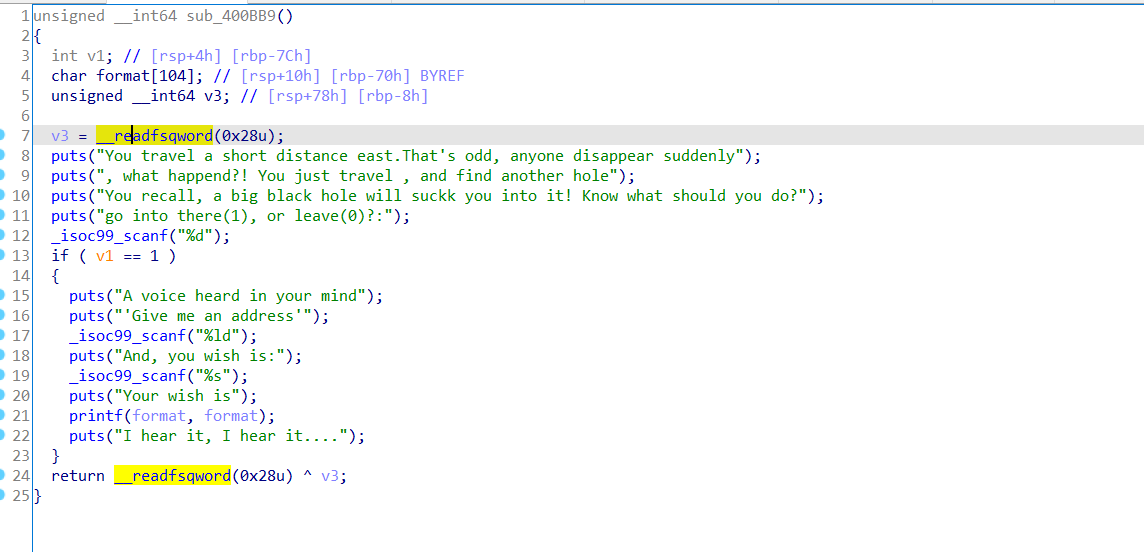 1 unsigned __int64 sub_400BB9()
2 {
3   int v1; // [rsp+4h] [rbp-7Ch]
4   char format[104]; // [rsp+10h] [rbp-70h] BYREF
5   unsigned __int64 v3; // [rsp+78h] [rbp-8h]
6
7   v3 = __readfsqword(0x28u);
8   puts("You travel a short distance east.That's odd, anyone disappear suddenly");
9   puts(", what happend?! You just travel , and find another hole");
10   puts("You recall, a big black hole will suckk you into it! Know what should you do?");
11   puts("go into there(1), or leave(0)?:");
12   _isoc99_scanf("%d");
13   if ( v1 == 1 )
14   {
15     puts("A voice heard in your mind");
16     puts("'Give me an address'");
17     _isoc99_scanf("%ld");
18     puts("And, you wish is:");
19     _isoc99_scanf("%s");
20     puts("Your wish is");
21     printf(format, format);
22     puts("I hear it, I hear it....");
23   }
24   return __readfsqword(0x28u) ^ v3;
25 }